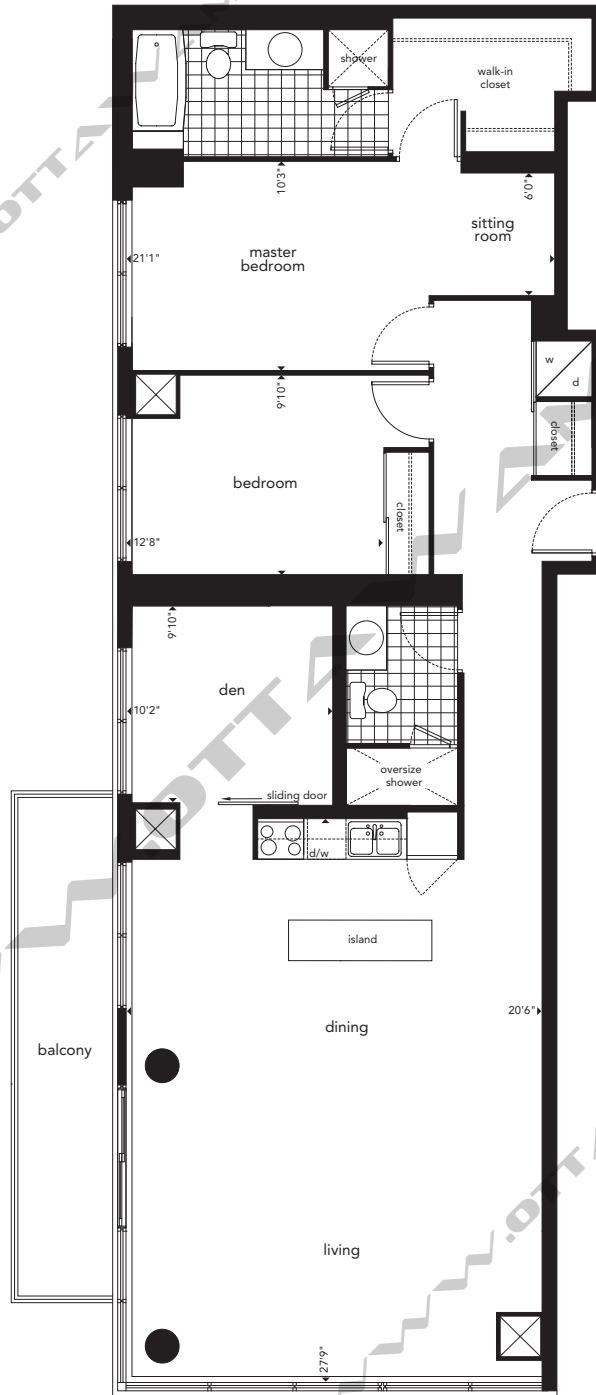 shower
walk-in
closet
10'3"
9'0"
sitting
room
master
bedroom
21'1"
w
d
9'10"
closet
bedroom
closet
12'8"
9'10"
den
10'2"
sliding door
oversize
shower
d/w
island
20'6"
dining
balcony
living
27'9"